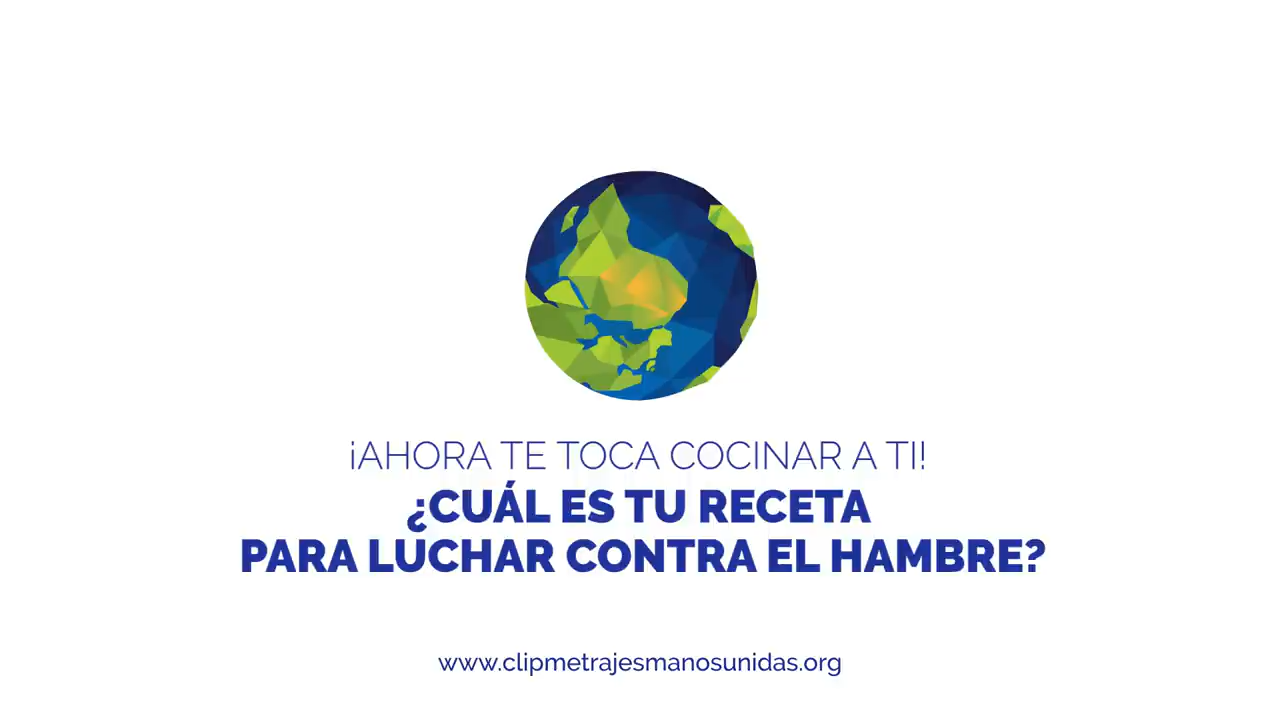 ¡AHORA TE TOCA COCINAR A TI!
¿CUÁL ES TU RECETA
PARA LUCHAR CONTRA EL HAMBRE?
www.clipmetrajesmanosunidas.org